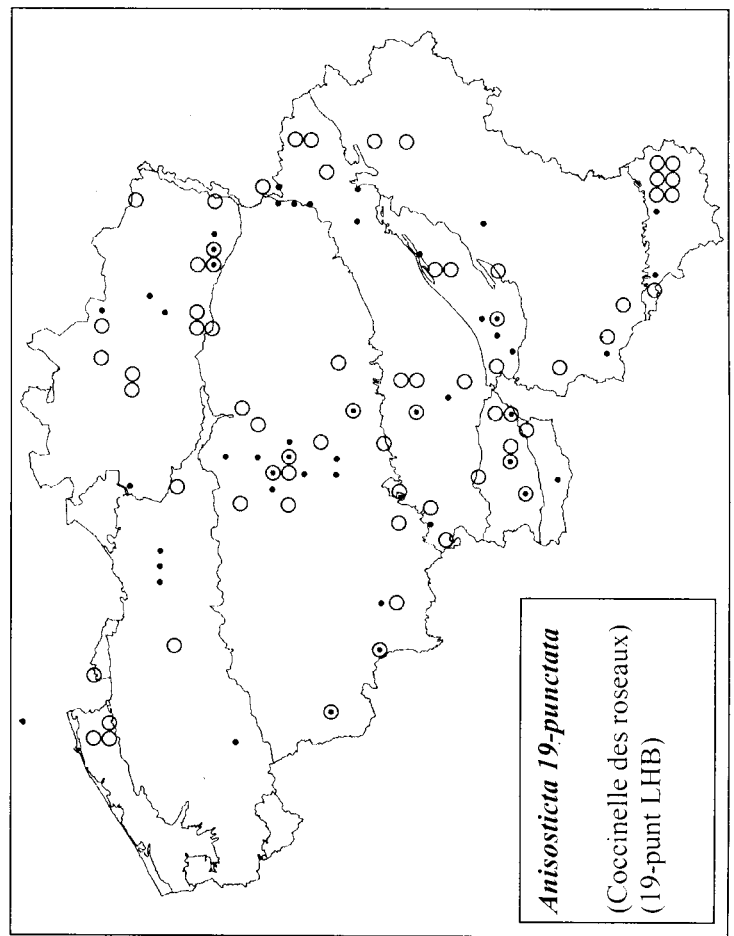 Anisosticta 19-punctata
(Coccinelle des roseaux)
(19-punt LHB)